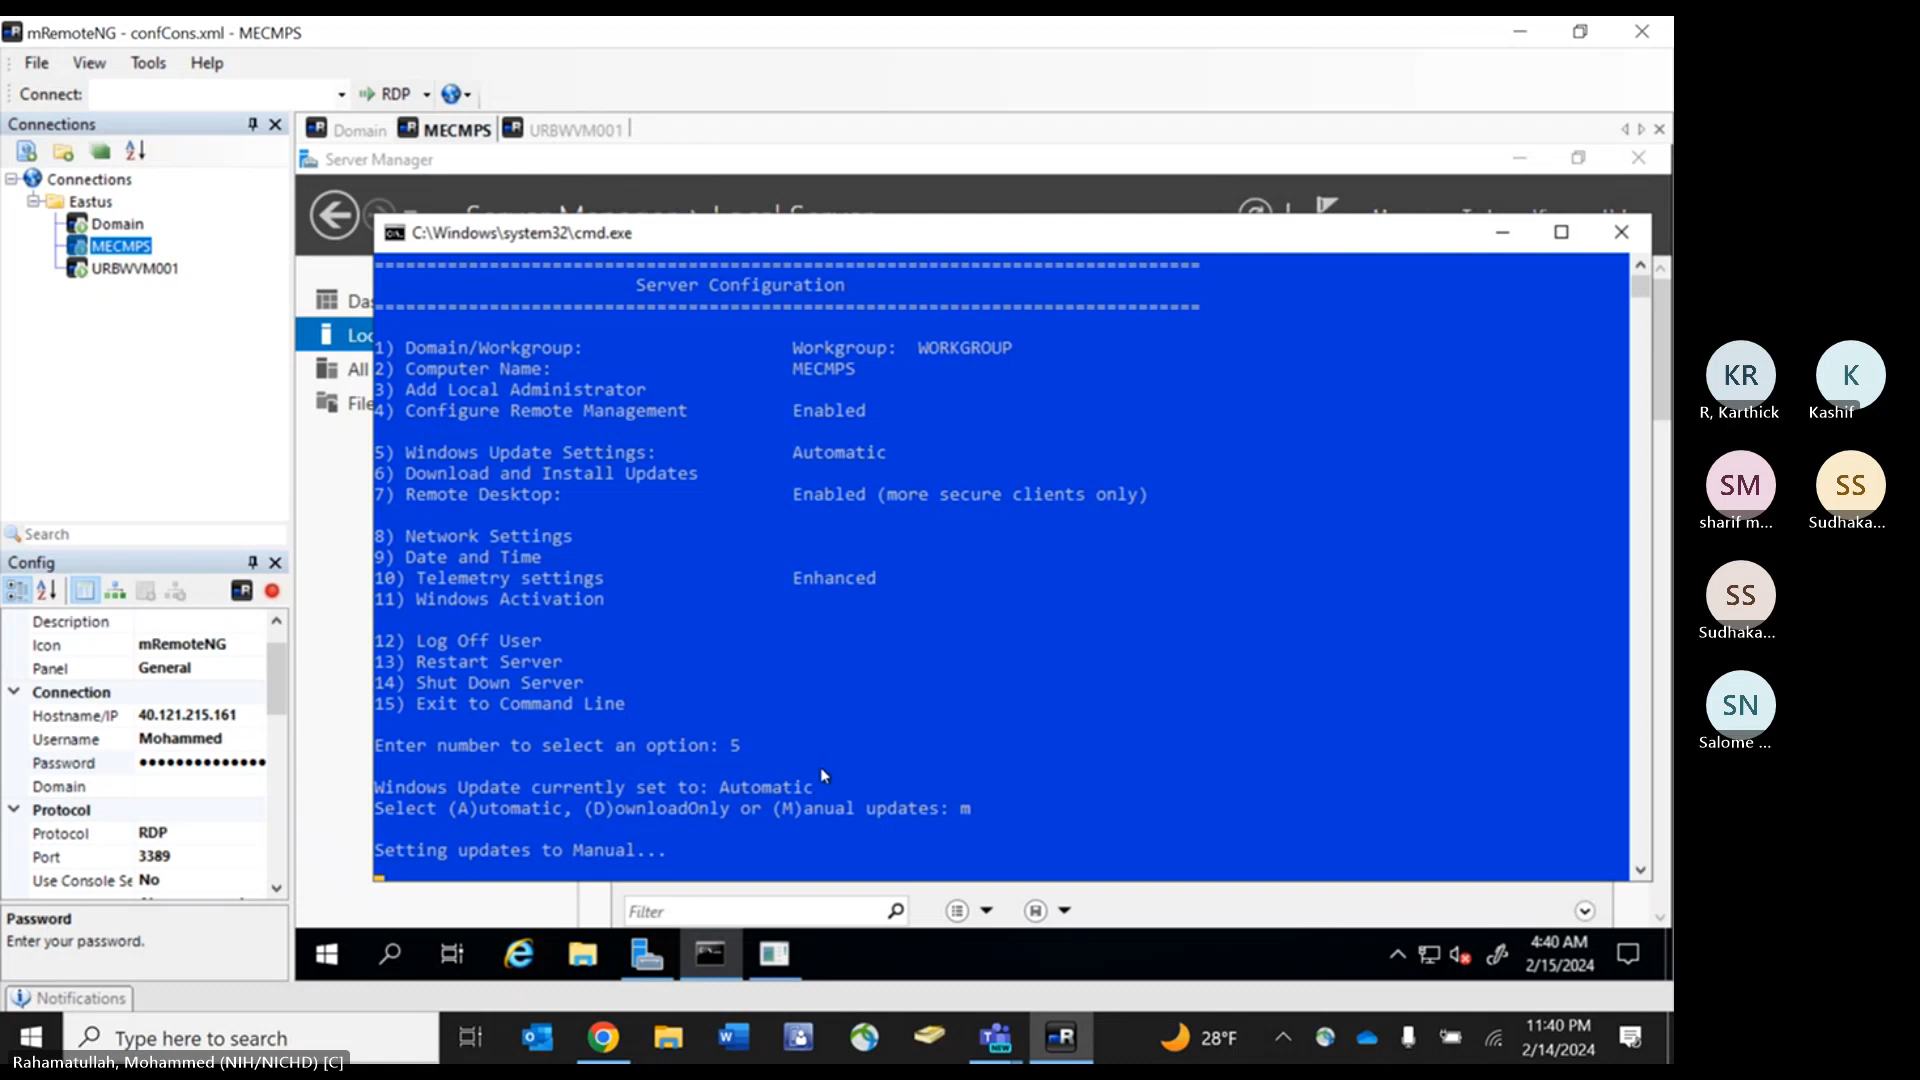 mRemoteNG - confCons.xml - MECMPS
File View Tools Help
Connect: RDP
Connections
Connections
Eastus
Domain
MECMPS
URBWVM001
Search
Config
Description
Icon mRemoteNG
Panel General
Connection
Hostname/IP 40.121.215.161
Username Mohammed
Password ●●●●●●●●●●●●●●
Domain
Protocol
Protocol RDP
Port 3389
Use Console Se No
Password
Enter your password.
Notifications
Domain MECMPS URBWVM001
Server Manager
C:\Windows\system32\cmd.exe
Server Configuration
1) Domain/Workgroup: Workgroup: WORKGROUP
2) Computer Name: MECMPS
3) Add Local Administrator
4) Configure Remote Management Enabled
5) Windows Update Settings: Automatic
6) Download and Install Updates
7) Remote Desktop: Enabled (more secure clients only)
8) Network Settings
9) Date and Time
10) Telemetry settings Enhanced
11) Windows Activation
12) Log Off User
13) Restart Server
14) Shut Down Server
15) Exit to Command Line
Enter number to select an option: 5
Windows Update currently set to: Automatic
Select (A)utomatic, (D)ownloadOnly or (M)anual updates: m
Setting updates to Manual...
Filter
4:40 AM
2/15/2024
Type here to search
28°F
11:40 PM
2/14/2024
Rahamatullah, Mohammed (NIH/NICHD) [C]
KR
R, Karthick
K
Kashif
SM
sharif m...
SS
Sudhaka...
SS
Sudhaka...
SN
Salome ...